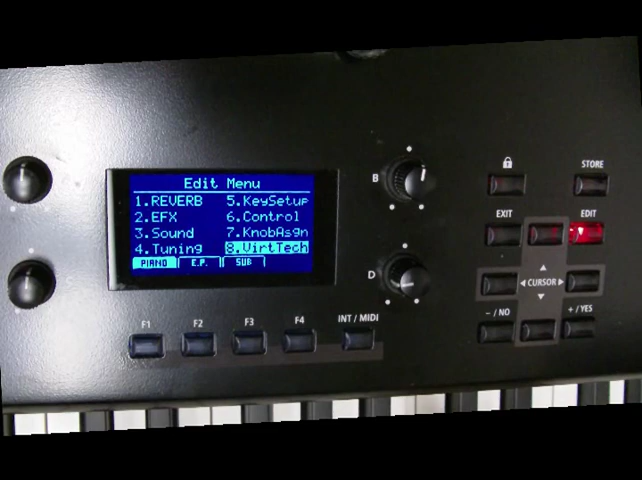 Edit Menu
1.REVERB 5.KeySetup
2.EFX 6.Control
3.Sound 7.KnobAsgn
4.Tuning 8.VirtTech
PIANO E.P. SUB
B
D
F1 F2 F3 F4 INT / MIDI
STORE
EXIT EDIT
CURSOR
- / NO + / YES